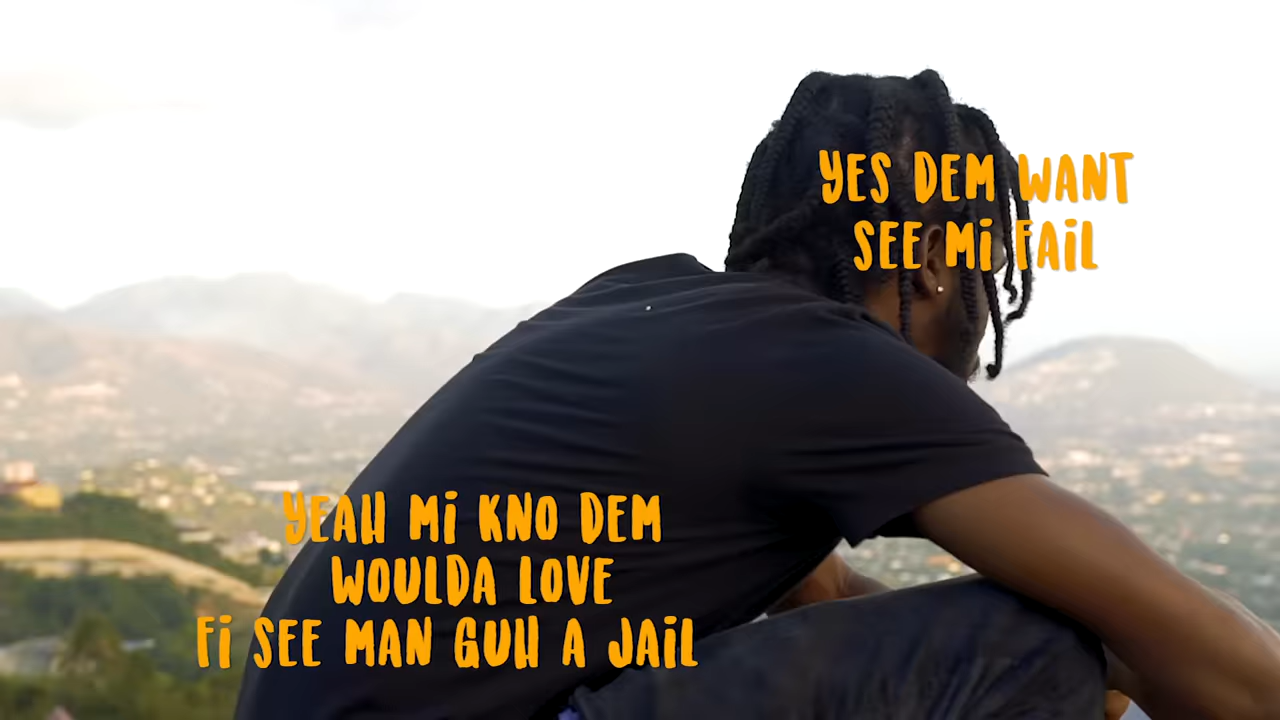 YES DEM WANT
SEE Mi FAiL
YEAH Mi KNO DEM
WOULDA LOVE
Fi SEE MAN GUH A JAiL